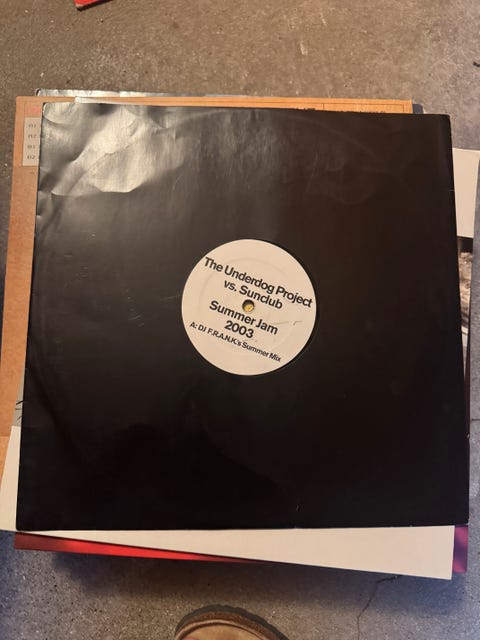 The Underdog Project
vs. Sunclub
Summer Jam
2003
A: DJ F.R.A.N.K.'s Summer Mix